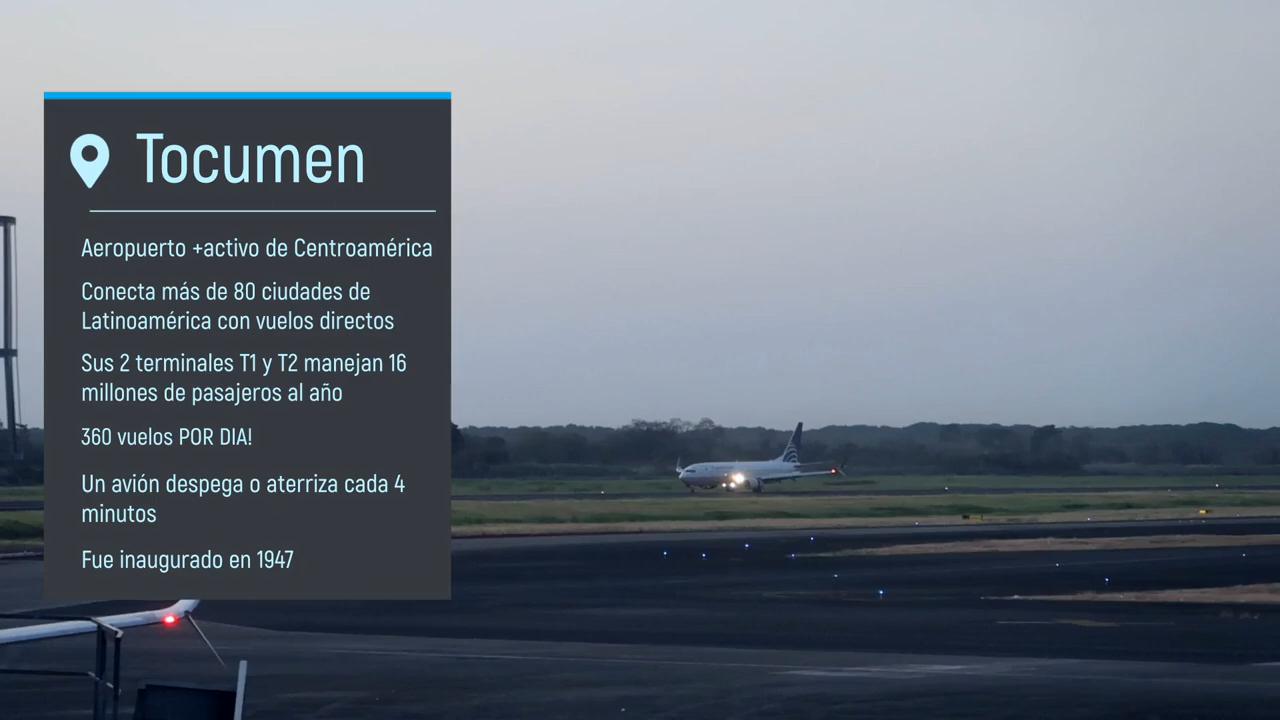 Tocumen
Aeropuerto +activo de Centroamérica
Conecta más de 80 ciudades de
Latinoamérica con vuelos directos
Sus 2 terminales T1 y T2 manejan 16
millones de pasajeros al año
360 vuelos POR DIA!
Un avión despega o aterriza cada 4
minutos
Fue inaugurado en 1947